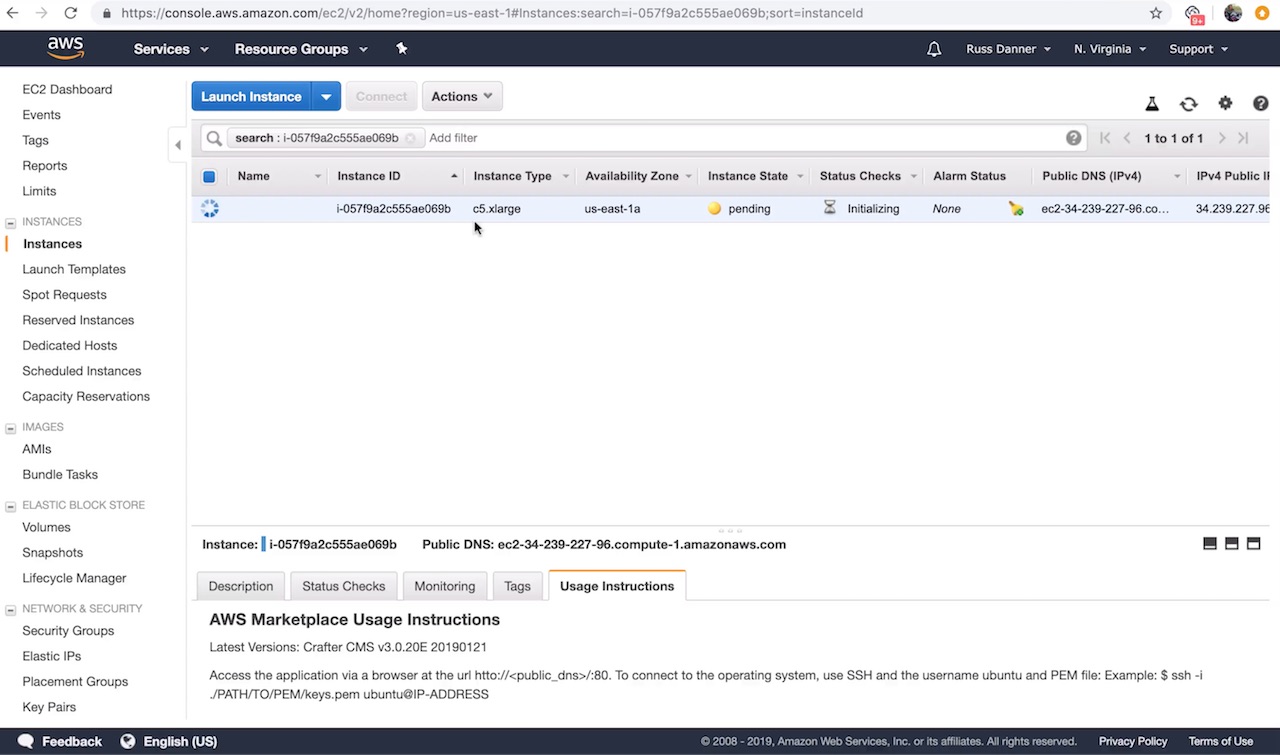 https://console.aws.amazon.com/ec2/v2/home?region=us-east-1#Instances:search=i-057f9a2c555ae069b;sort=instanceId
9+
aws Services Resource Groups Russ Danner N. Virginia Support
EC2 Dashboard
Events
Tags
Reports
Limits
INSTANCES
Instances
Launch Templates
Spot Requests
Reserved Instances
Dedicated Hosts
Scheduled Instances
Capacity Reservations
IMAGES
AMIs
Bundle Tasks
ELASTIC BLOCK STORE
Volumes
Snapshots
Lifecycle Manager
NETWORK & SECURITY
Security Groups
Elastic IPs
Placement Groups
Key Pairs
Launch Instance Connect Actions
search : i-057f9a2c555ae069b Add filter 1 to 1 of 1
Name Instance ID Instance Type Availability Zone Instance State Status Checks Alarm Status Public DNS (IPv4) IPv4 Public IP
i-057f9a2c555ae069b c5.xlarge us-east-1a pending Initializing None ec2-34-239-227-96.co... 34.239.227.96
Instance: i-057f9a2c555ae069b Public DNS: ec2-34-239-227-96.compute-1.amazonaws.com
Description Status Checks Monitoring Tags Usage Instructions
AWS Marketplace Usage Instructions
Latest Versions: Crafter CMS v3.0.20E 20190121
Access the application via a browser at the url htto://<public_dns>/:80. To connect to the operating system, use SSH and the username ubuntu and PEM file: Example: $ ssh -i
./PATH/TO/PEM/keys.pem ubuntu@IP-ADDRESS
Feedback English (US) © 2008 - 2019, Amazon Web Services, Inc. or its affiliates. All rights reserved. Privacy Policy Terms of Use